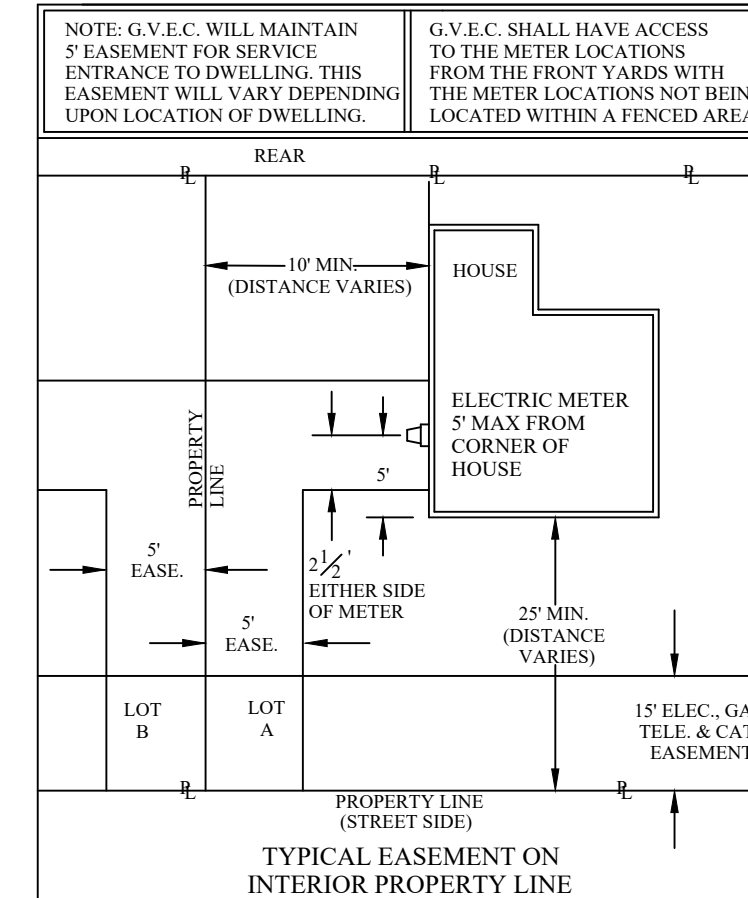 NOTE: G.V.E.C. WILL MAINTAIN
5' EASEMENT FOR SERVICE
ENTRANCE TO DWELLING. THIS
EASEMENT WILL VARY DEPENDING
UPON LOCATION OF DWELLING.
G.V.E.C. SHALL HAVE ACCESS
TO THE METER LOCATIONS
FROM THE FRONT YARDS WITH
THE METER LOCATIONS NOT BEIN
LOCATED WITHIN A FENCED AREA
REAR
PL
PL
PL
10' MIN.
(DISTANCE VARIES)
HOUSE
PROPERTY
LINE
ELECTRIC METER
5' MAX FROM
CORNER OF
HOUSE
5'
5'
EASE.
2 1/2'
EITHER SIDE
OF METER
5'
EASE.
25' MIN.
(DISTANCE
VARIES)
LOT
B
LOT
A
15' ELEC., GA
TELE. & CAT
EASEMENT
PL
PL
PROPERTY LINE
(STREET SIDE)
TYPICAL EASEMENT ON
INTERIOR PROPERTY LINE